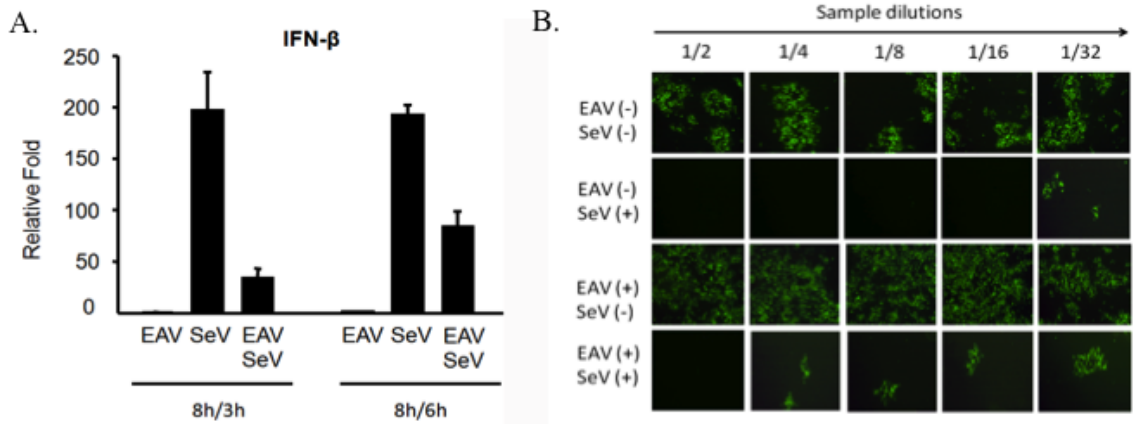 A.
IFN-β
Relative Fold
250
200
150
100
50
0
EAV SeV EAV SeV
EAV SeV EAV SeV
8h/3h
8h/6h
B.
Sample dilutions
1/2 1/4 1/8 1/16 1/32
EAV (-)
SeV (-)
EAV (-)
SeV (+)
EAV (+)
SeV (-)
EAV (+)
SeV (+)